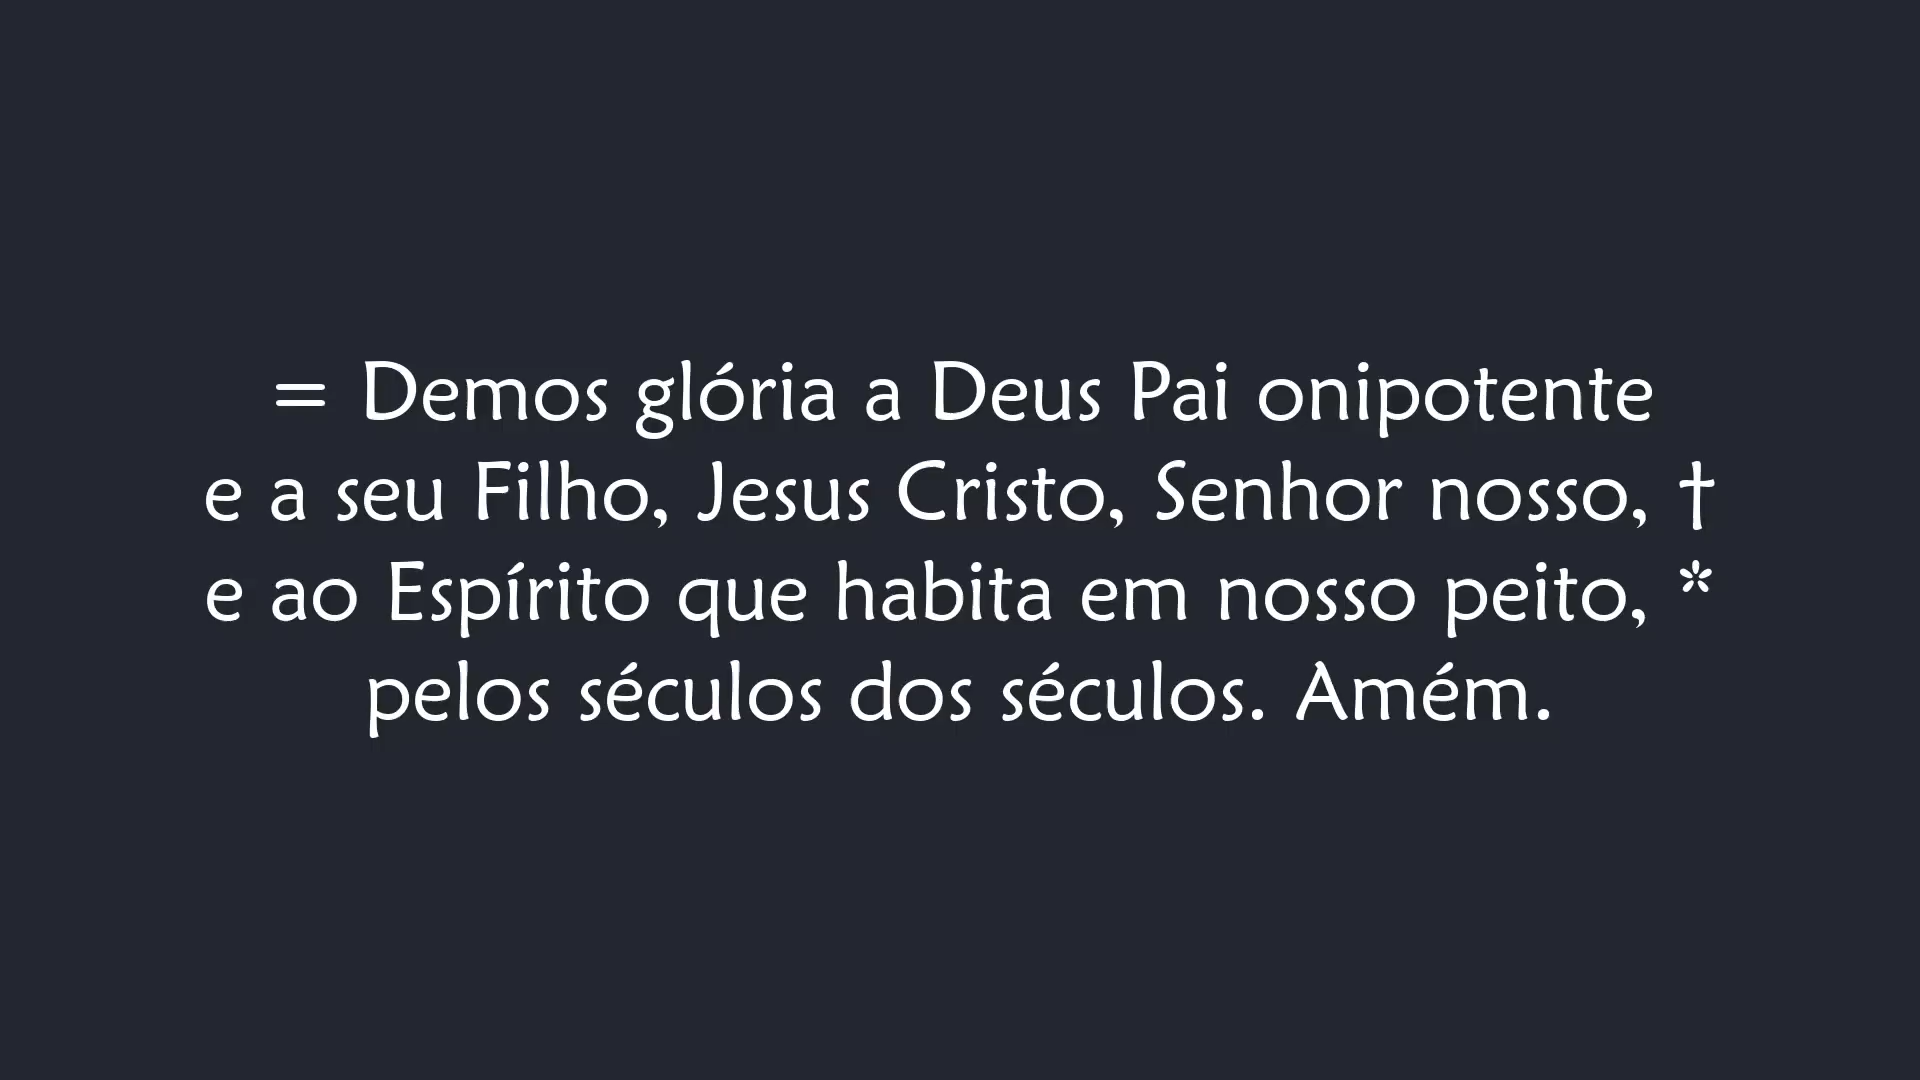 = Demos glória a Deus Pai onipotente
e a seu Filho, Jesus Cristo, Senhor nosso, †
e ao Espírito que habita em nosso peito, *
pelos séculos dos séculos. Amém.